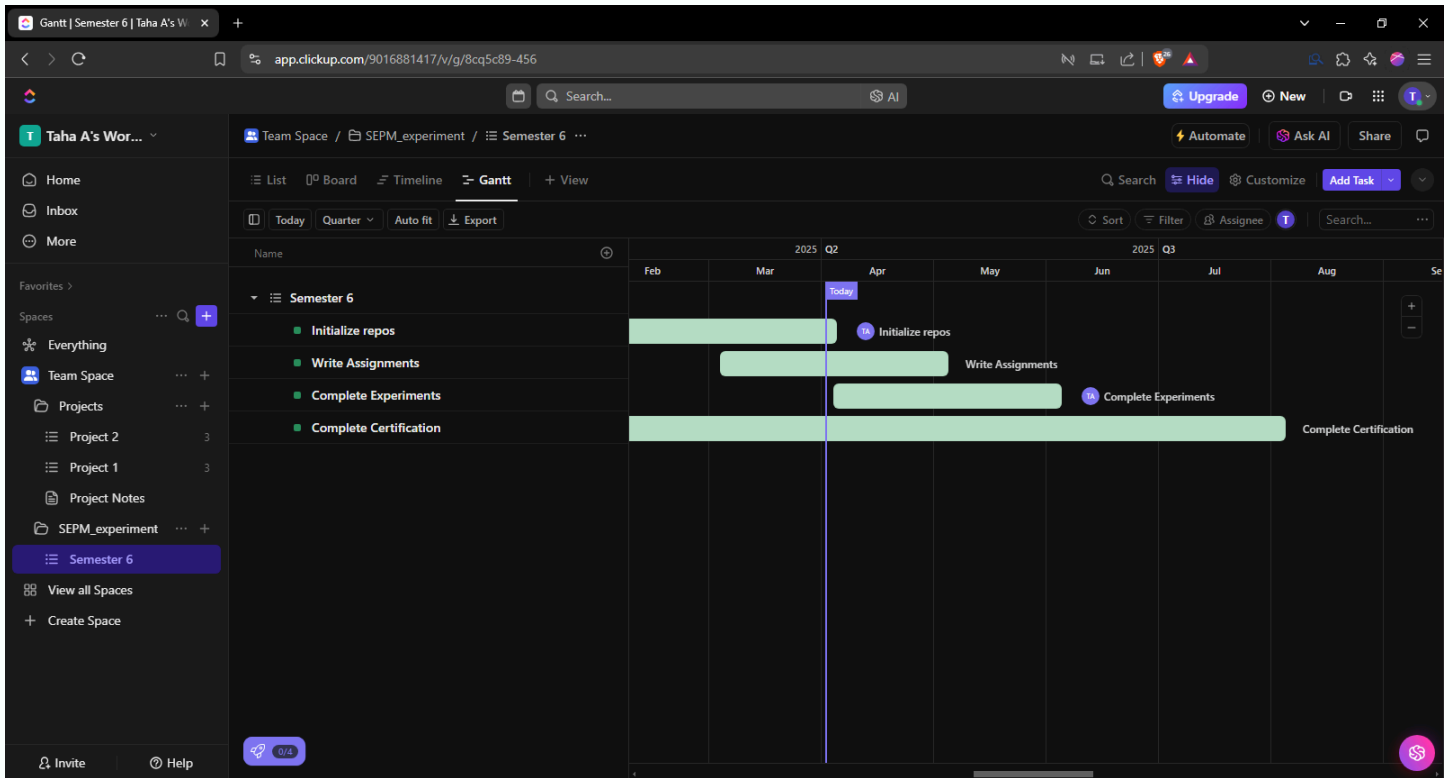 Gantt | Semester 6 | Taha A's W
app.clickup.com/9016881417/v/g/8cq5c89-456
26
Search...
AI
Upgrade
New
T
T
Taha A's Wor...
Team Space / SEPM_experiment / Semester 6 ...
Automate
Ask AI
Share
Home
Inbox
More
List
Board
Timeline
Gantt
+ View
Search
Hide
Customize
Add Task
Today
Quarter
Auto fit
Export
Sort
Filter
Assignee
T
Search...
Favorites
Spaces
Everything
Team Space
Projects
Project 2 3
Project 1 3
Project Notes
SEPM_experiment
Semester 6
View all Spaces
+ Create Space
Invite
Help
Name
2025 Q2
2025 Q3
Feb Mar Apr May Jun Jul Aug Se
Today
Semester 6
Initialize repos
TA Initialize repos
Write Assignments
Write Assignments
Complete Experiments
TA Complete Experiments
Complete Certification
Complete Certification
0/4